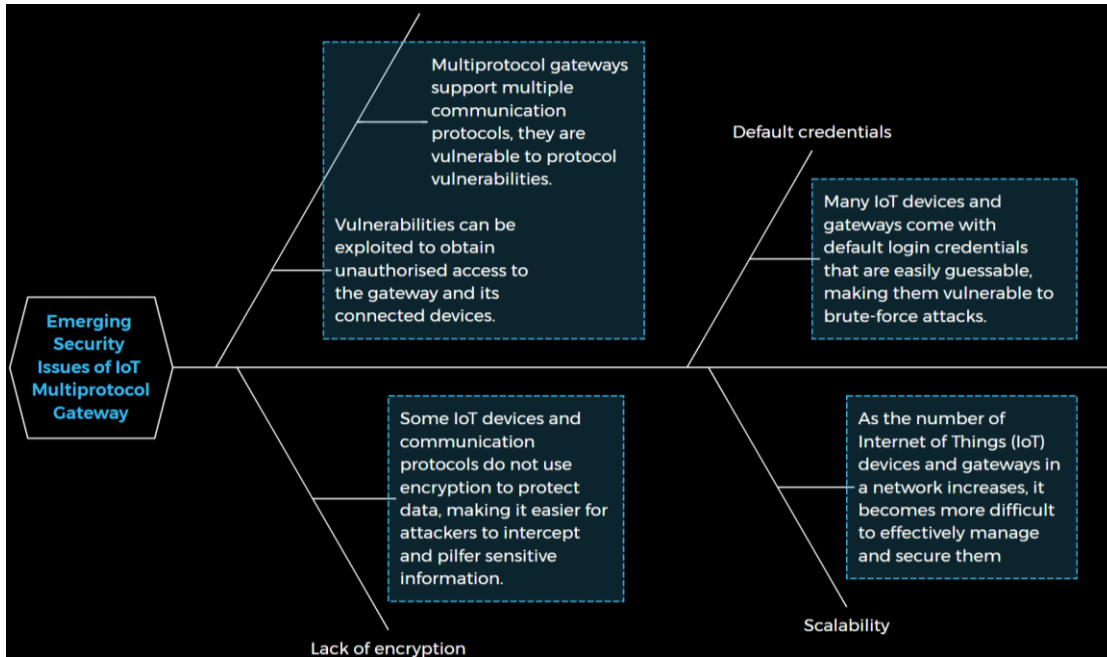 Multiprotocol gateways
support multiple
communication
protocols, they are
vulnerable to protocol
vulnerabilities.
Vulnerabilities can be
exploited to obtain
unauthorised access to
the gateway and its
connected devices.
Default credentials
Many IoT devices and
gateways come with
default login credentials
that are easily guessable,
making them vulnerable to
brute-force attacks.
Emerging
Security
Issues of IoT
Multiprotocol
Gateway
Some IoT devices and
communication
protocols do not use
encryption to protect
data, making it easier for
attackers to intercept
and pilfer sensitive
information.
Lack of encryption
As the number of
Internet of Things (IoT)
devices and gateways in
a network increases, it
becomes more difficult
to effectively manage
and secure them
Scalability